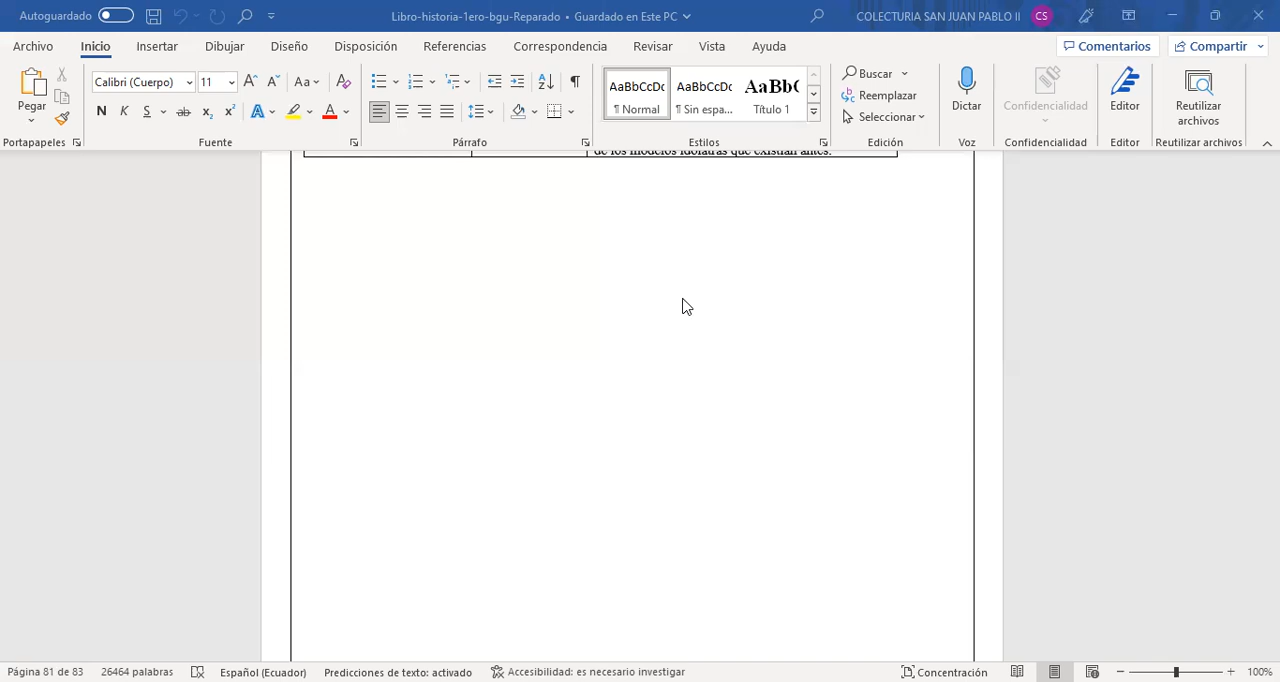 Autoguardado Libro-historia-1ero-bgu-Reparado • Guardado en Este PC COLECTURIA SAN JUAN PABLO II CS
Archivo Inicio Insertar Dibujar Diseño Disposición Referencias Correspondencia Revisar Vista Ayuda Comentarios Compartir
Pegar
Calibri (Cuerpo) 11
Aa
AaBbCcDc AaBbCcDc AaBbC
¶ Normal ¶ Sin espa... Título 1
Buscar
Reemplazar
Seleccionar
Dictar
Confidencialidad
Editor
Reutilizar archivos
Portapapeles Fuente Párrafo Estilos Edición Voz Confidencialidad Editor Reutilizar archivos
de los modelos idólatras que existían antes.
Página 81 de 83 26464 palabras Español (Ecuador) Predicciones de texto: activado Accesibilidad: es necesario investigar Concentración 100%